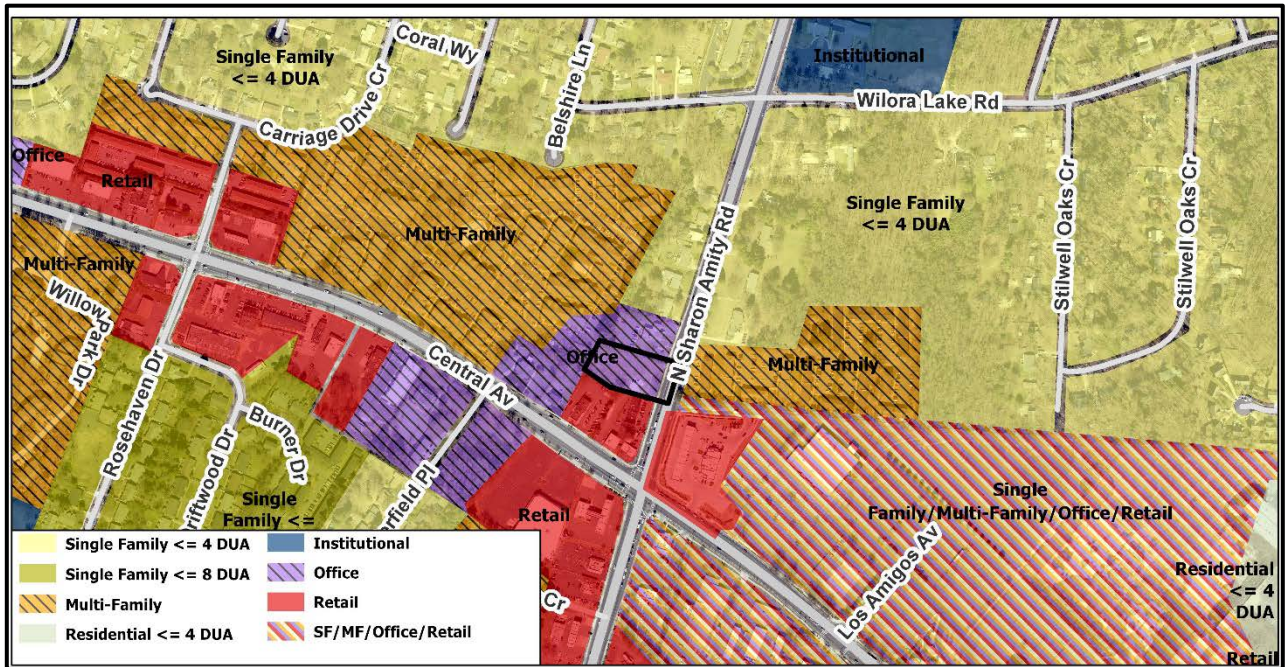 Coral Wy
Single Family
<= 4 DUA
Belshire Ln
Institutional
Wilora Lake Rd
Carriage Drive Cr
Office
Retail
Multi-Family
N Sharon Amity Rd
Single Family
<= 4 DUA
Stilwell Oaks Cr
Stilwell Oaks Cr
Multi-Family
Willow Park Dr
Office
Multi-Family
Central Av
Rosehaven Dr
Burner Dr
riftwood Dr
erfield Pl
Single
Family <=
Retail
Single
Family/Multi-Family/Office/Retail
Los Amigos Av
Residential
<= 4
DUA
Retail
Cr
Single Family <= 4 DUA
Single Family <= 8 DUA
Multi-Family
Residential <= 4 DUA
Institutional
Office
Retail
SF/MF/Office/Retail